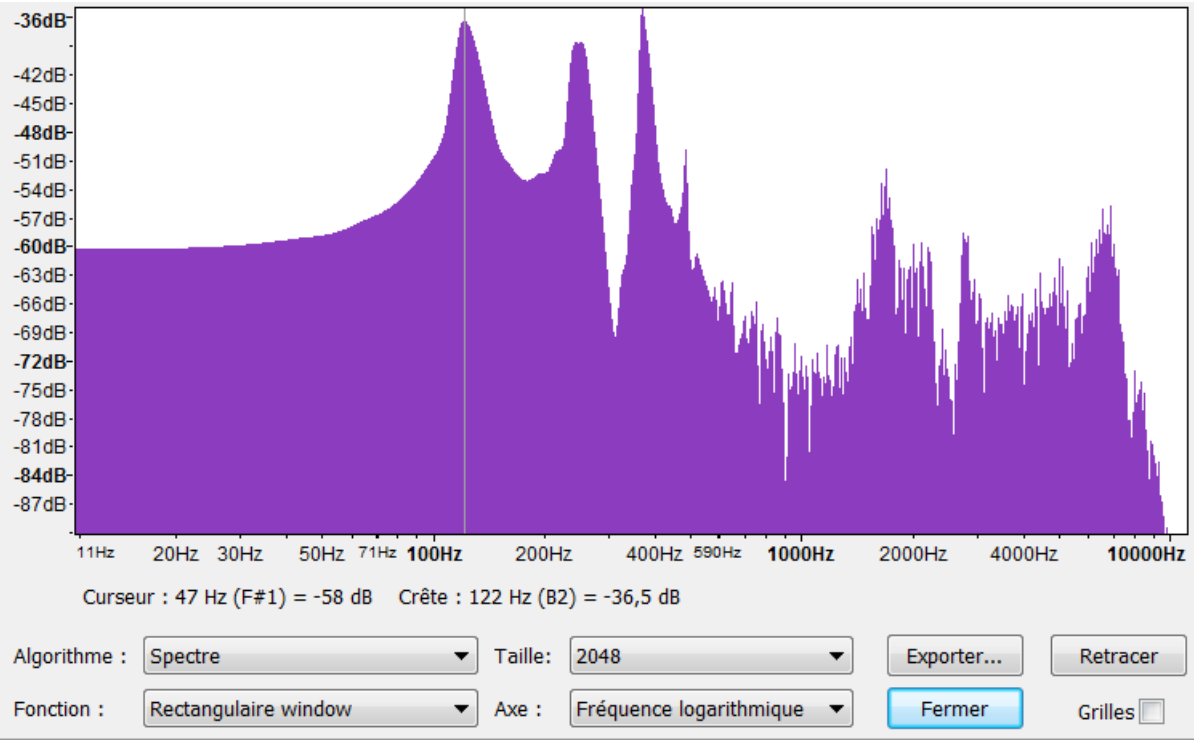 -36dB
-42dB
-45dB
-48dB
-51dB
-54dB
-57dB
-60dB
-63dB
-66dB
-69dB
-72dB
-75dB
-78dB
-81dB
-84dB
-87dB
11Hz 20Hz 30Hz 50Hz 71Hz 100Hz 200Hz 400Hz 590Hz 1000Hz 2000Hz 4000Hz 10000Hz
Curseur : 47 Hz (F#1) = -58 dB Crête : 122 Hz (B2) = -36,5 dB
Algorithme : Spectre Taille: 2048 Exporter... Retracer
Fonction : Rectangulaire window Axe : Fréquence logarithmique Fermer Grilles